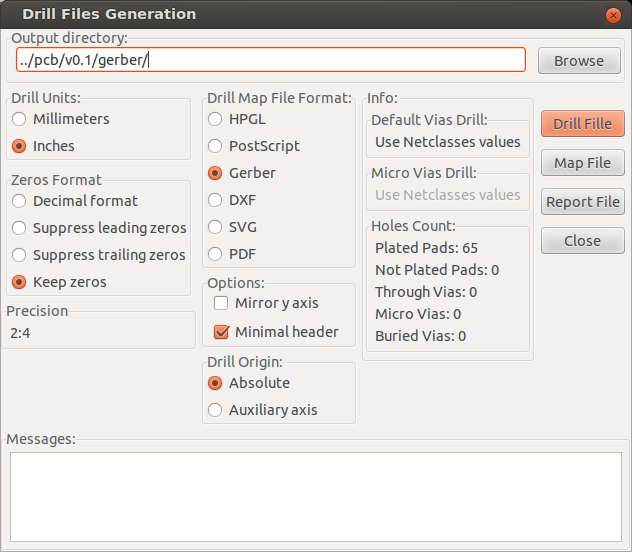 Drill Files Generation
Output directory:
../pcb/v0.1/gerber/
Browse
Drill Units:
Millimeters
Inches
Zeros Format
Decimal format
Suppress leading zeros
Suppress trailing zeros
Keep zeros
Precision
2:4
Drill Map File Format:
HPGL
PostScript
Gerber
DXF
SVG
PDF
Options:
Mirror y axis
Minimal header
Drill Origin:
Absolute
Auxiliary axis
Info:
Default Vias Drill:
Use Netclasses values
Micro Vias Drill:
Use Netclasses values
Holes Count:
Plated Pads: 65
Not Plated Pads: 0
Through Vias: 0
Micro Vias: 0
Buried Vias: 0
Drill Fille
Map File
Report File
Close
Messages: